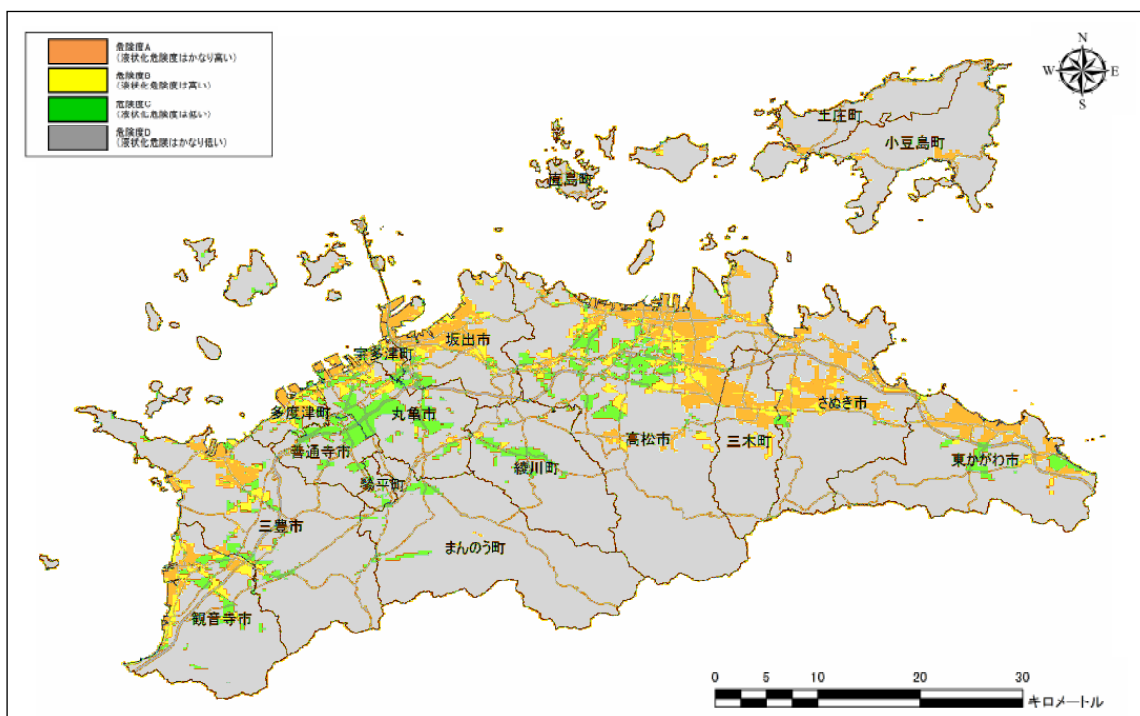 危険度A
(液状化危険度はかなり高い)
危険度B
(液状化危険度は高い)
危険度C
(液状化危険度は低い)
危険度D
(液状化危険はかなり低い)
N
W
E
S
土庄町
小豆島町
直島町
坂出市
宇多津町
多度津町
丸亀市
さぬき市
善通寺市
高松市
三木町
綾川町
東かがわ市
琴平町
三豊市
まんのう町
観音寺市
0 5 10 20 30
キロメートル